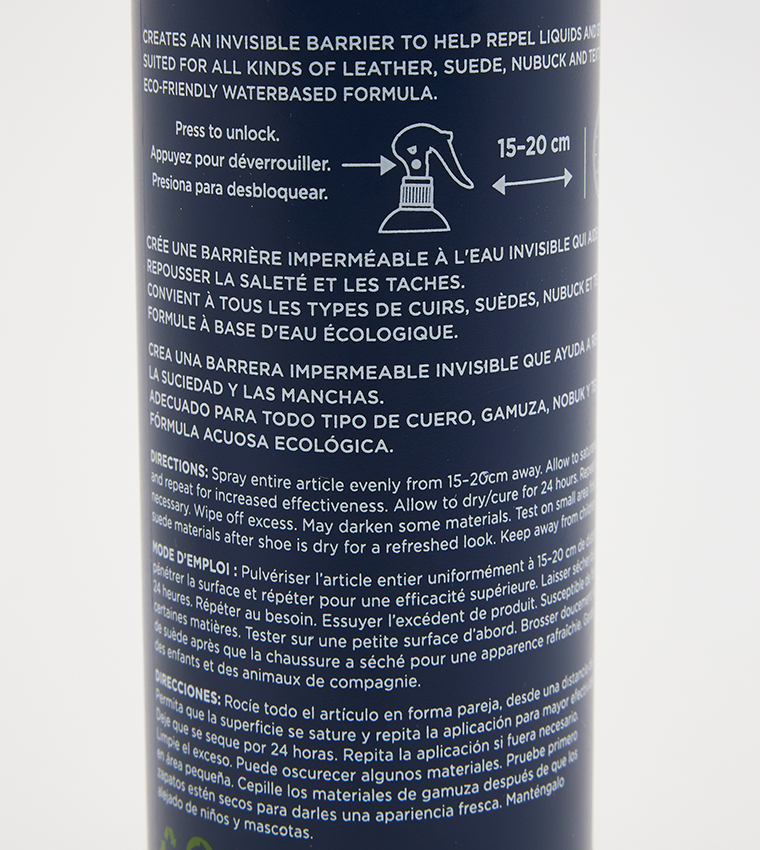 CREATES AN INVISIBLE BARRIER TO HELP REPEL LIQUIDS AND
SUITED FOR ALL KINDS OF LEATHER, SUEDE, NUBUCK AND
ECO-FRIENDLY WATERBASED FORMULA.
Press to unlock.
Appuyez pour déverrouiller.
Presiona para desbloquear.
15-20 cm
CRÉE UNE BARRIÈRE IMPERMÉABLE À L'EAU INVISIBLE QUI
REPOUSSER LA SALETÉ ET LES TACHES.
CONVIENT À TOUS LES TYPES DE CUIRS, SUÈDES, NUBUCK ET
FORMULE À BASE D'EAU ÉCOLOGIQUE.
CREA UNA BARRERA IMPERMEABLE INVISIBLE QUE AYUDA A
LA SUCIEDAD Y LAS MANCHAS.
ADECUADO PARA TODO TIPO DE CUERO, GAMUZA, NOBUK Y
FÓRMULA ACUOSA ECOLÓGICA.
DIRECTIONS: Spray entire article evenly from 15-20cm away. Allow to
and repeat for increased effectiveness. Allow to dry/cure for 24 hours.
necessary. Wipe off excess. May darken some materials. Test on small area
suede materials after shoe is dry for a refreshed look. Keep away from
MODE D'EMPLOI : Pulvériser l'article entier uniformément à 15-20 cm de
pénétrer la surface et répéter pour une efficacité supérieure. Laisser sécher
24 heures. Répéter au besoin. Essuyer l'excédent de produit. Susceptible
certaines matières. Tester sur une petite surface d'abord. Brosser doucement
de suède après que la chaussure a séché pour une apparence rafraîchie.
des enfants et des animaux de compagnie.
DIRECCIONES: Rocíe todo el artículo en forma pareja, desde una distancia
Permita que la superficie se sature y repita la aplicación para mayor
Deje que se seque por 24 horas. Repita la aplicación si fuera necesario.
Limpie el exceso. Puede oscurecer algunos materiales. Pruebe primero
en área pequeña. Cepille los materiales de gamuza después de que los
zapatos estén secos para darles una apariencia fresca. Manténgalo
alejado de niños y mascotas.